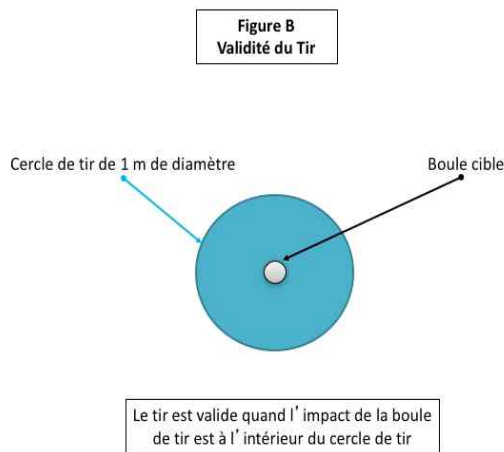 Figure B
Validité du Tir
Cercle de tir de 1 m de diamètre
Boule cible
Le tir est valide quand l’impact de la boule
de tir est à l’intérieur du cercle de tir